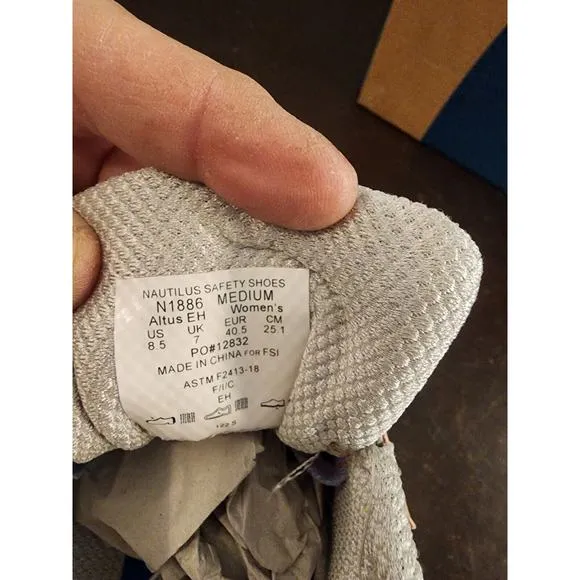 NAUTILUS SAFETY SHOES
N1886 MEDIUM
Altus EH Women's
US UK EUR CM
8.5 7 40.5 25.1
PO#12832
MADE IN CHINA FOR FSI
ASTM F2413-18
F/I/C
EH